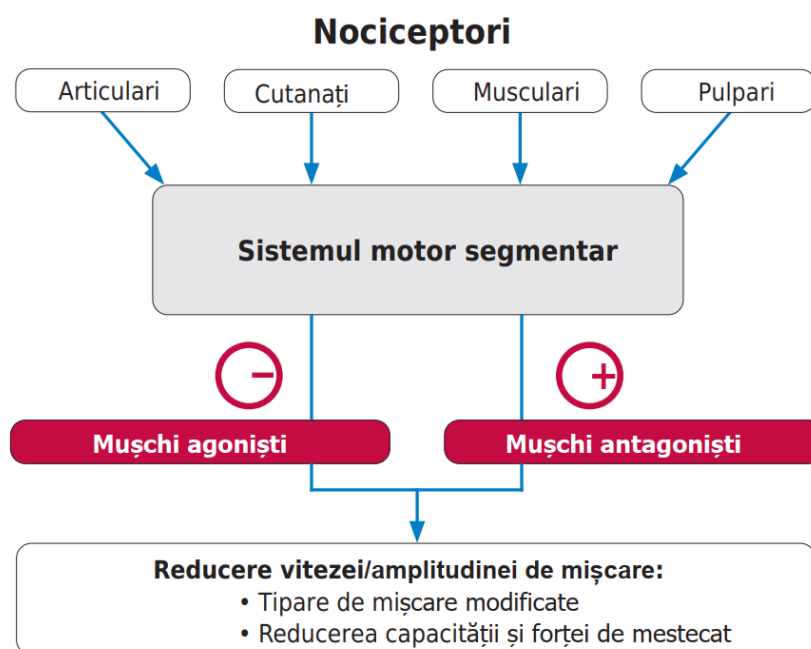 Nociceptori
Articulari
Cutanați
Musculari
Pulpari
Sistemul motor segmentar
−
+
Mușchi agoniști
Mușchi antagoniști
Reducere vitezei/amplitudinei de mișcare:
• Tipare de mișcare modificate
• Reducerea capacității și forței de mestecat